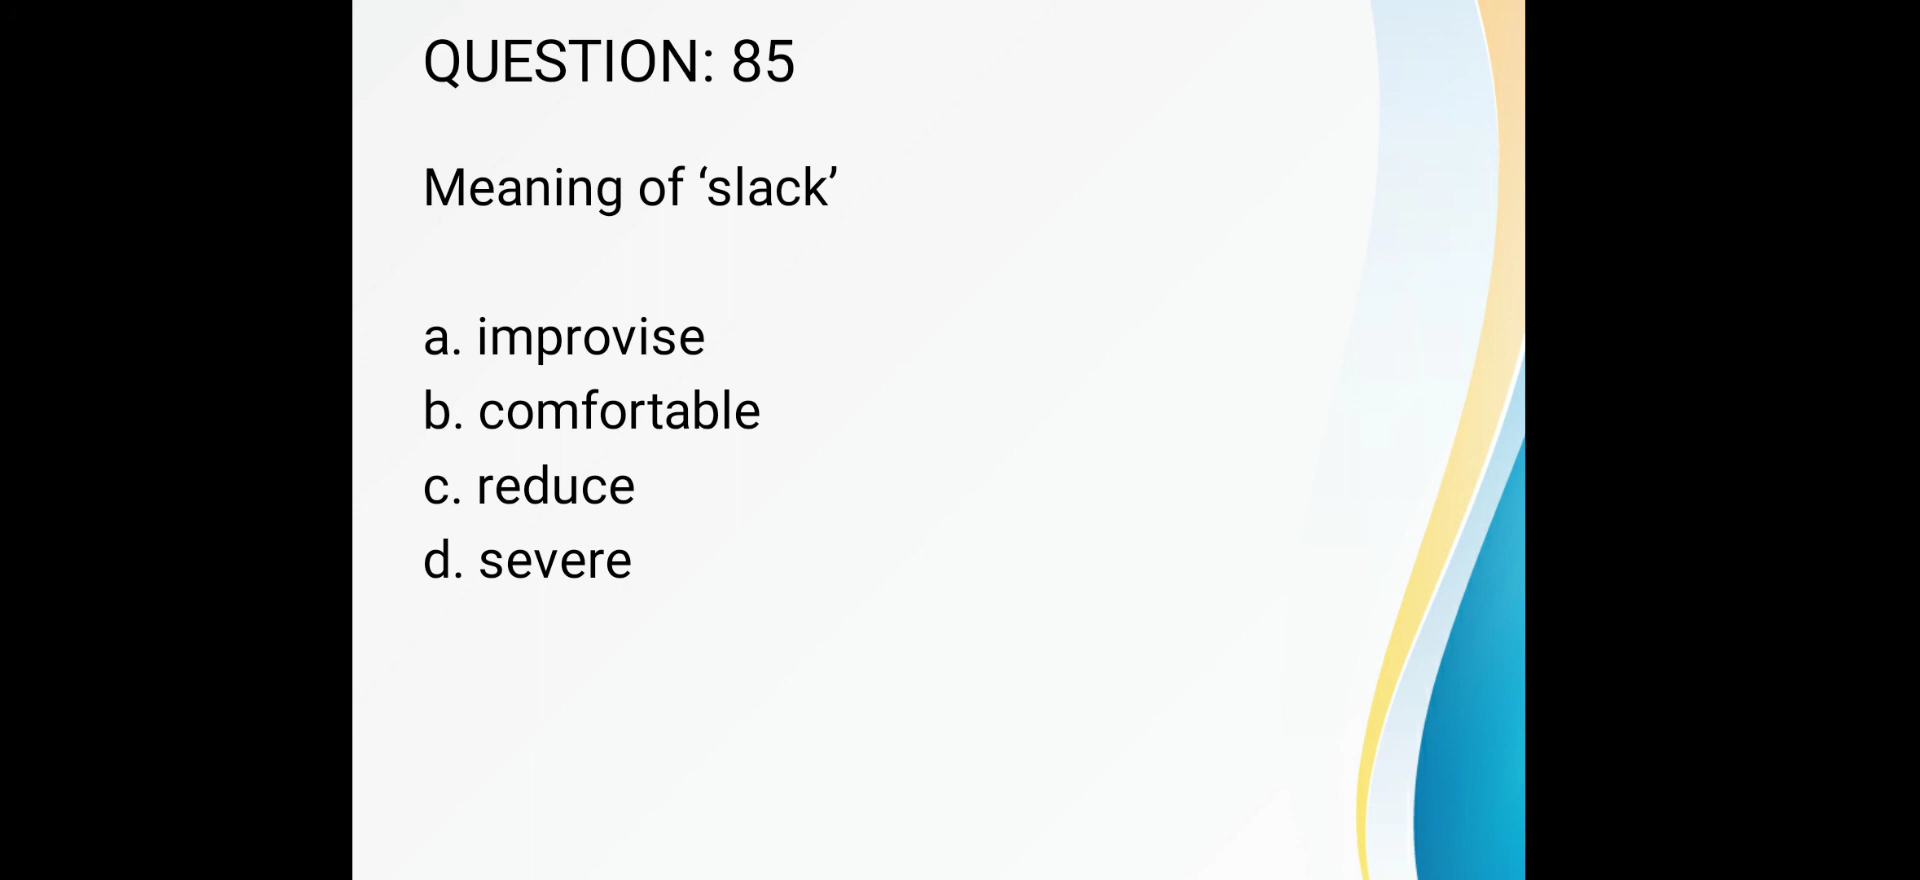 QUESTION: 85
Meaning of ‘slack’
a. improvise
b. comfortable
c. reduce
d. severe